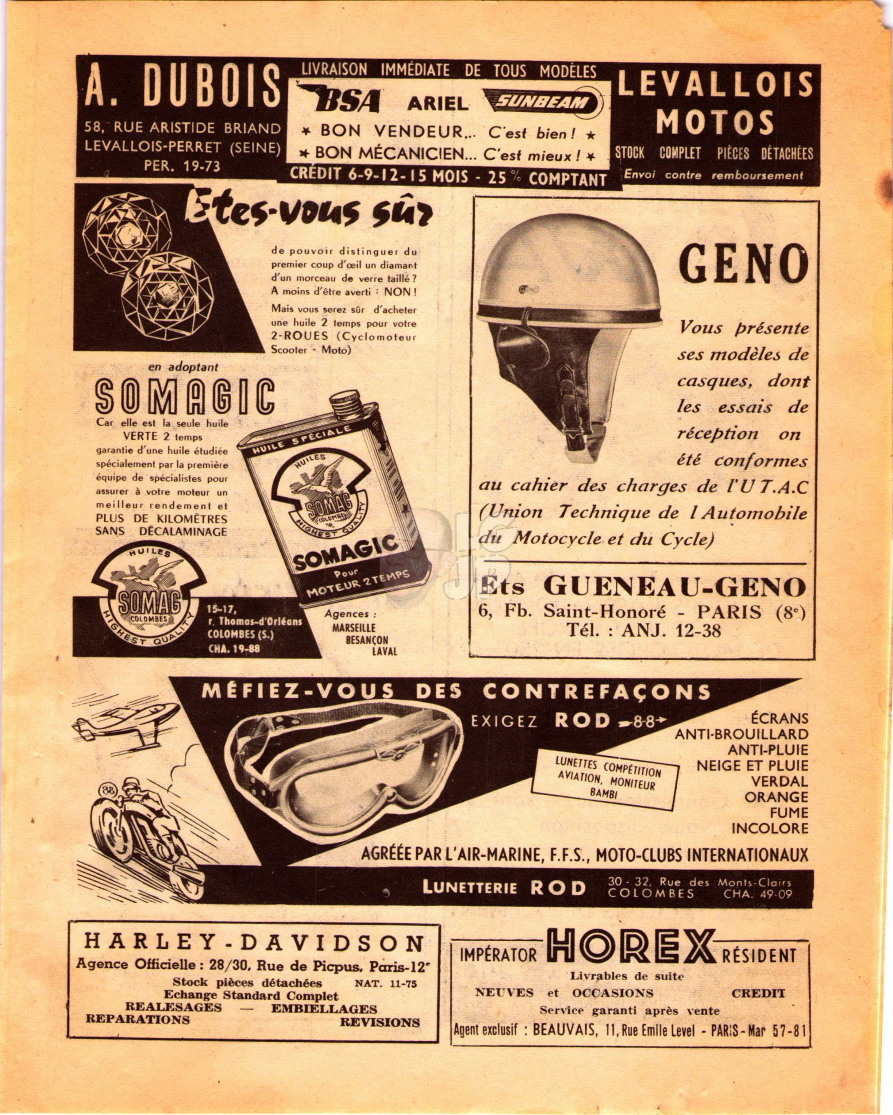 A. DUBOIS
58, RUE ARISTIDE BRIAND
LEVALLOIS-PERRET (SEINE)
PER. 19-73
LIVRAISON IMMÉDIATE DE TOUS MODÈLES
BSA ARIEL SUNBEAM
★ BON VENDEUR... C'est bien ! ★
★ BON MÉCANICIEN... C'est mieux ! ★
CRÉDIT 6-9-12-15 MOIS - 25 % COMPTANT
LEVALLOIS
MOTOS
STOCK COMPLET PIÈCES DÉTACHÉES
Envoi contre remboursement
Etes-vous sûr
de pouvoir distinguer du
premier coup d'œil un diamant
d'un morceau de verre taillé ?
A moins d'être averti : NON !
Mais vous serez sûr d'acheter
une huile 2 temps pour votre
2-ROUES (Cyclomoteur
Scooter - Moto)
en adoptant
SOMAGIC
Car elle est la seule huile
VERTE 2 temps
garantie d'une huile étudiée
spécialement par la première
équipe de spécialistes pour
assurer à votre moteur un
meilleur rendement et
PLUS DE KILOMÈTRES
SANS DÉCALAMINAGE
HUILE SPÉCIALE
HUILES
SOMAG
COLOMBES
HIGHEST QUALITY
SOMAGIC
Pour
MOTEUR 2 TEMPS
HUILES
SOMAG
COLOMBES
HIGHEST QUALITY
15-17,
r. Thomas-d'Orléans
COLOMBES (S.)
CHA. 19-88
Agences :
MARSEILLE
BESANÇON
LAVAL
GENO
Vous présente
ses modèles de
casques, dont
les essais de
réception on
été conformes
au cahier des charges de l'U T.A.C
(Union Technique de l Automobile
du Motocycle et du Cycle)
Ets GUENEAU-GENO
6, Fb. Saint-Honoré - PARIS (8e)
Tél. : ANJ. 12-38
MÉFIEZ-VOUS DES CONTREFAÇONS
EXIGEZ ROD 88
LUNETTES COMPÉTITION
AVIATION, MONITEUR
BAMBI
ÉCRANS
ANTI-BROUILLARD
ANTI-PLUIE
NEIGE ET PLUIE
VERDAL
ORANGE
FUME
INCOLORE
88
AGRÉÉE PAR L'AIR-MARINE, F.F.S., MOTO-CLUBS INTERNATIONAUX
LUNETTERIE ROD
30-32, Rue des Monts-Clairs
COLOMBES CHA. 49-09
HARLEY-DAVIDSON
Agence Officielle : 28/30, Rue de Picpus, Paris-12e
Stock pièces détachées NAT. 11-75
Echange Standard Complet
REALESAGES — EMBIELLAGES
REPARATIONS REVISIONS
IMPÉRATOR HOREX RÉSIDENT
Livrables de suite
NEUVES et OCCASIONS CREDIT
Service garanti après vente
Agent exclusif : BEAUVAIS, 11, Rue Emile Level - PARIS - Mar 57-81